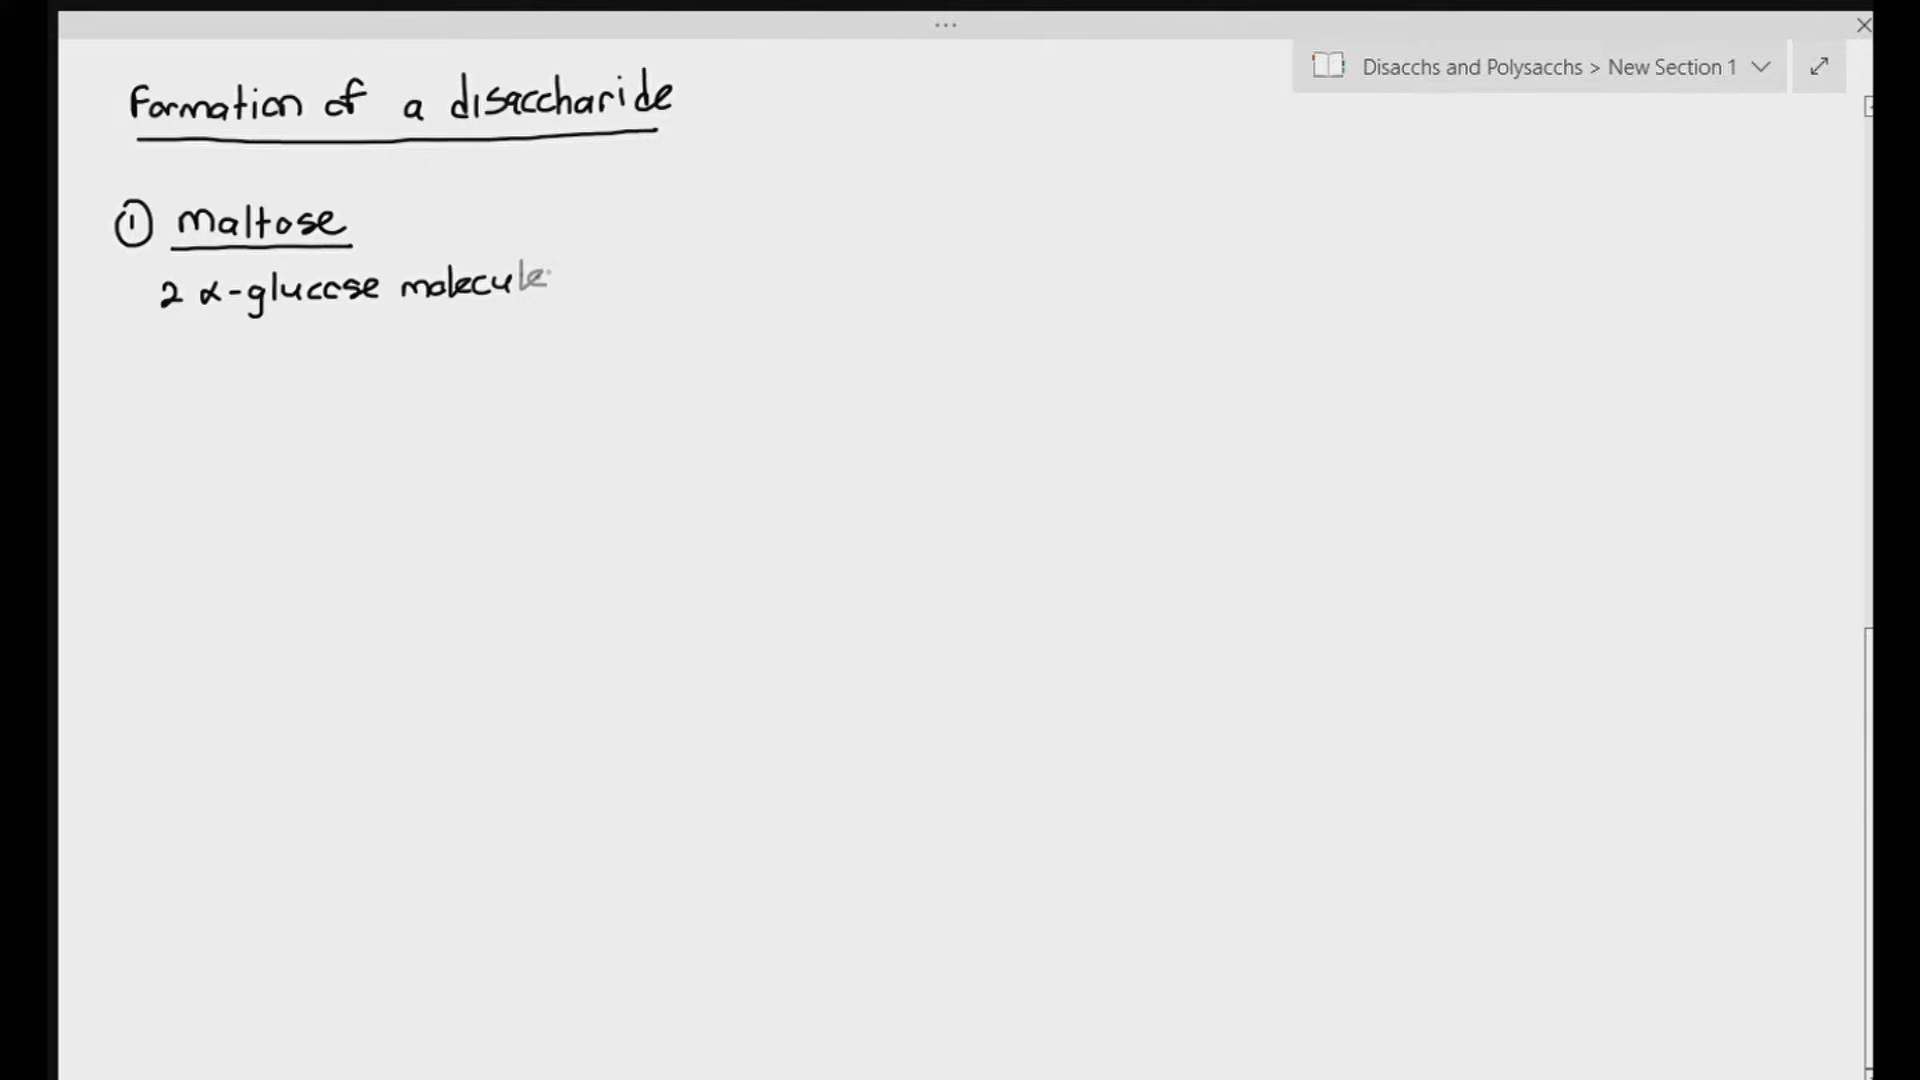 Disacchs and Polysacchs > New Section 1
Formation of a disaccharide
① Maltose
2 α-glucose molecule